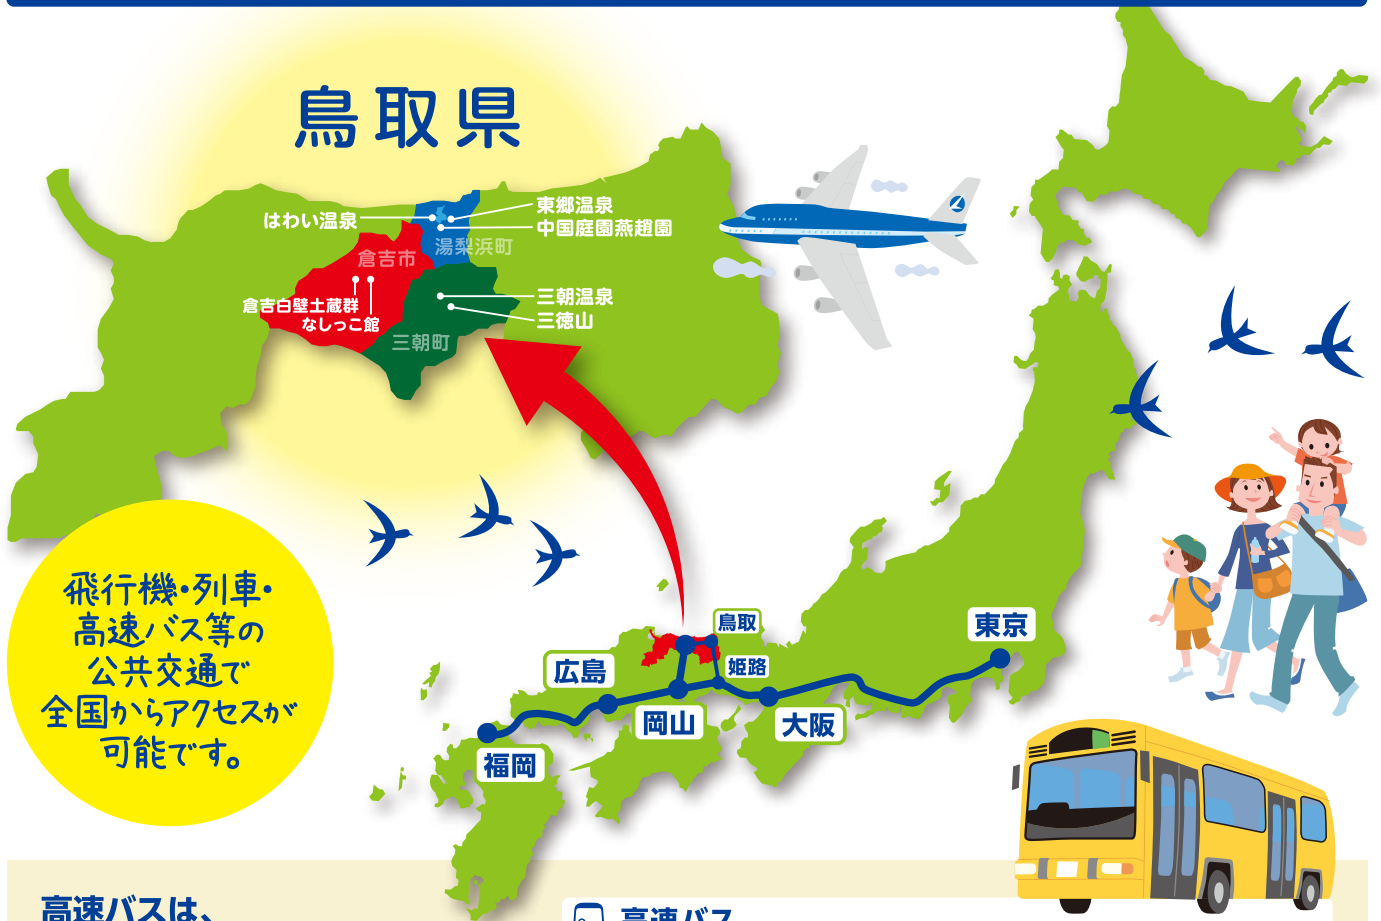 鳥取県
はわい温泉
東郷温泉
中国庭園燕趙園
湯梨浜町
倉吉市
倉吉白壁土蔵群
なしっこ館
三朝温泉
三徳山
三朝町
飛行機・列車・
高速バス等の
公共交通で
全国からアクセスが
可能です。
鳥取
東京
姫路
広島
岡山
大阪
福岡
高速バスは、
高速バス